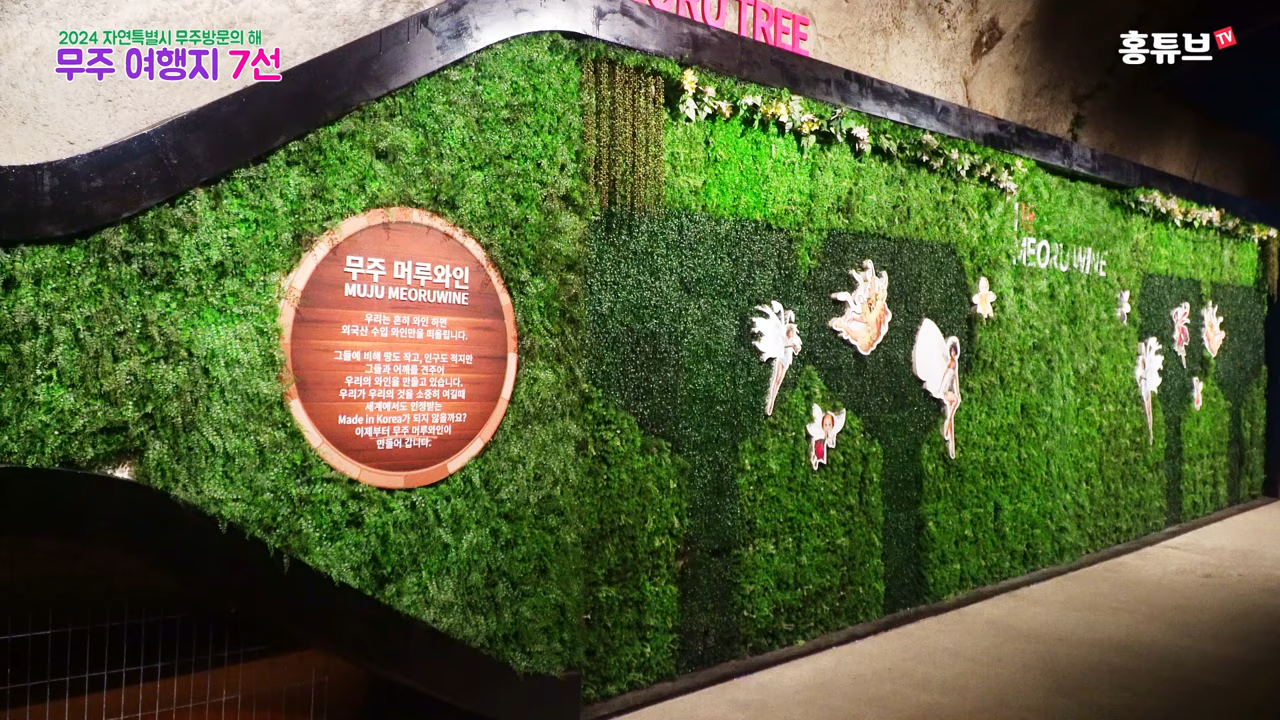 2024 자연특별시 무주방문의 해
무주 여행지 7선
홍튜브 TV
TREE
무주 머루와인
MUJU MEORUWINE
우리는 흔히 와인 하면
외국산 수입 와인만을 떠올립니다.
그들에 비해 땅도 작고, 인구도 적지만
그들과 어깨를 견주어
우리의 와인을 만들고 있습니다.
우리가 우리의 것을 소중히 여길때
세계에서도 인정받는
Made in Korea가 되지 않을까요?
이제부터 무주 머루와인이
만들어 갑니다.
The
MEORU WINE